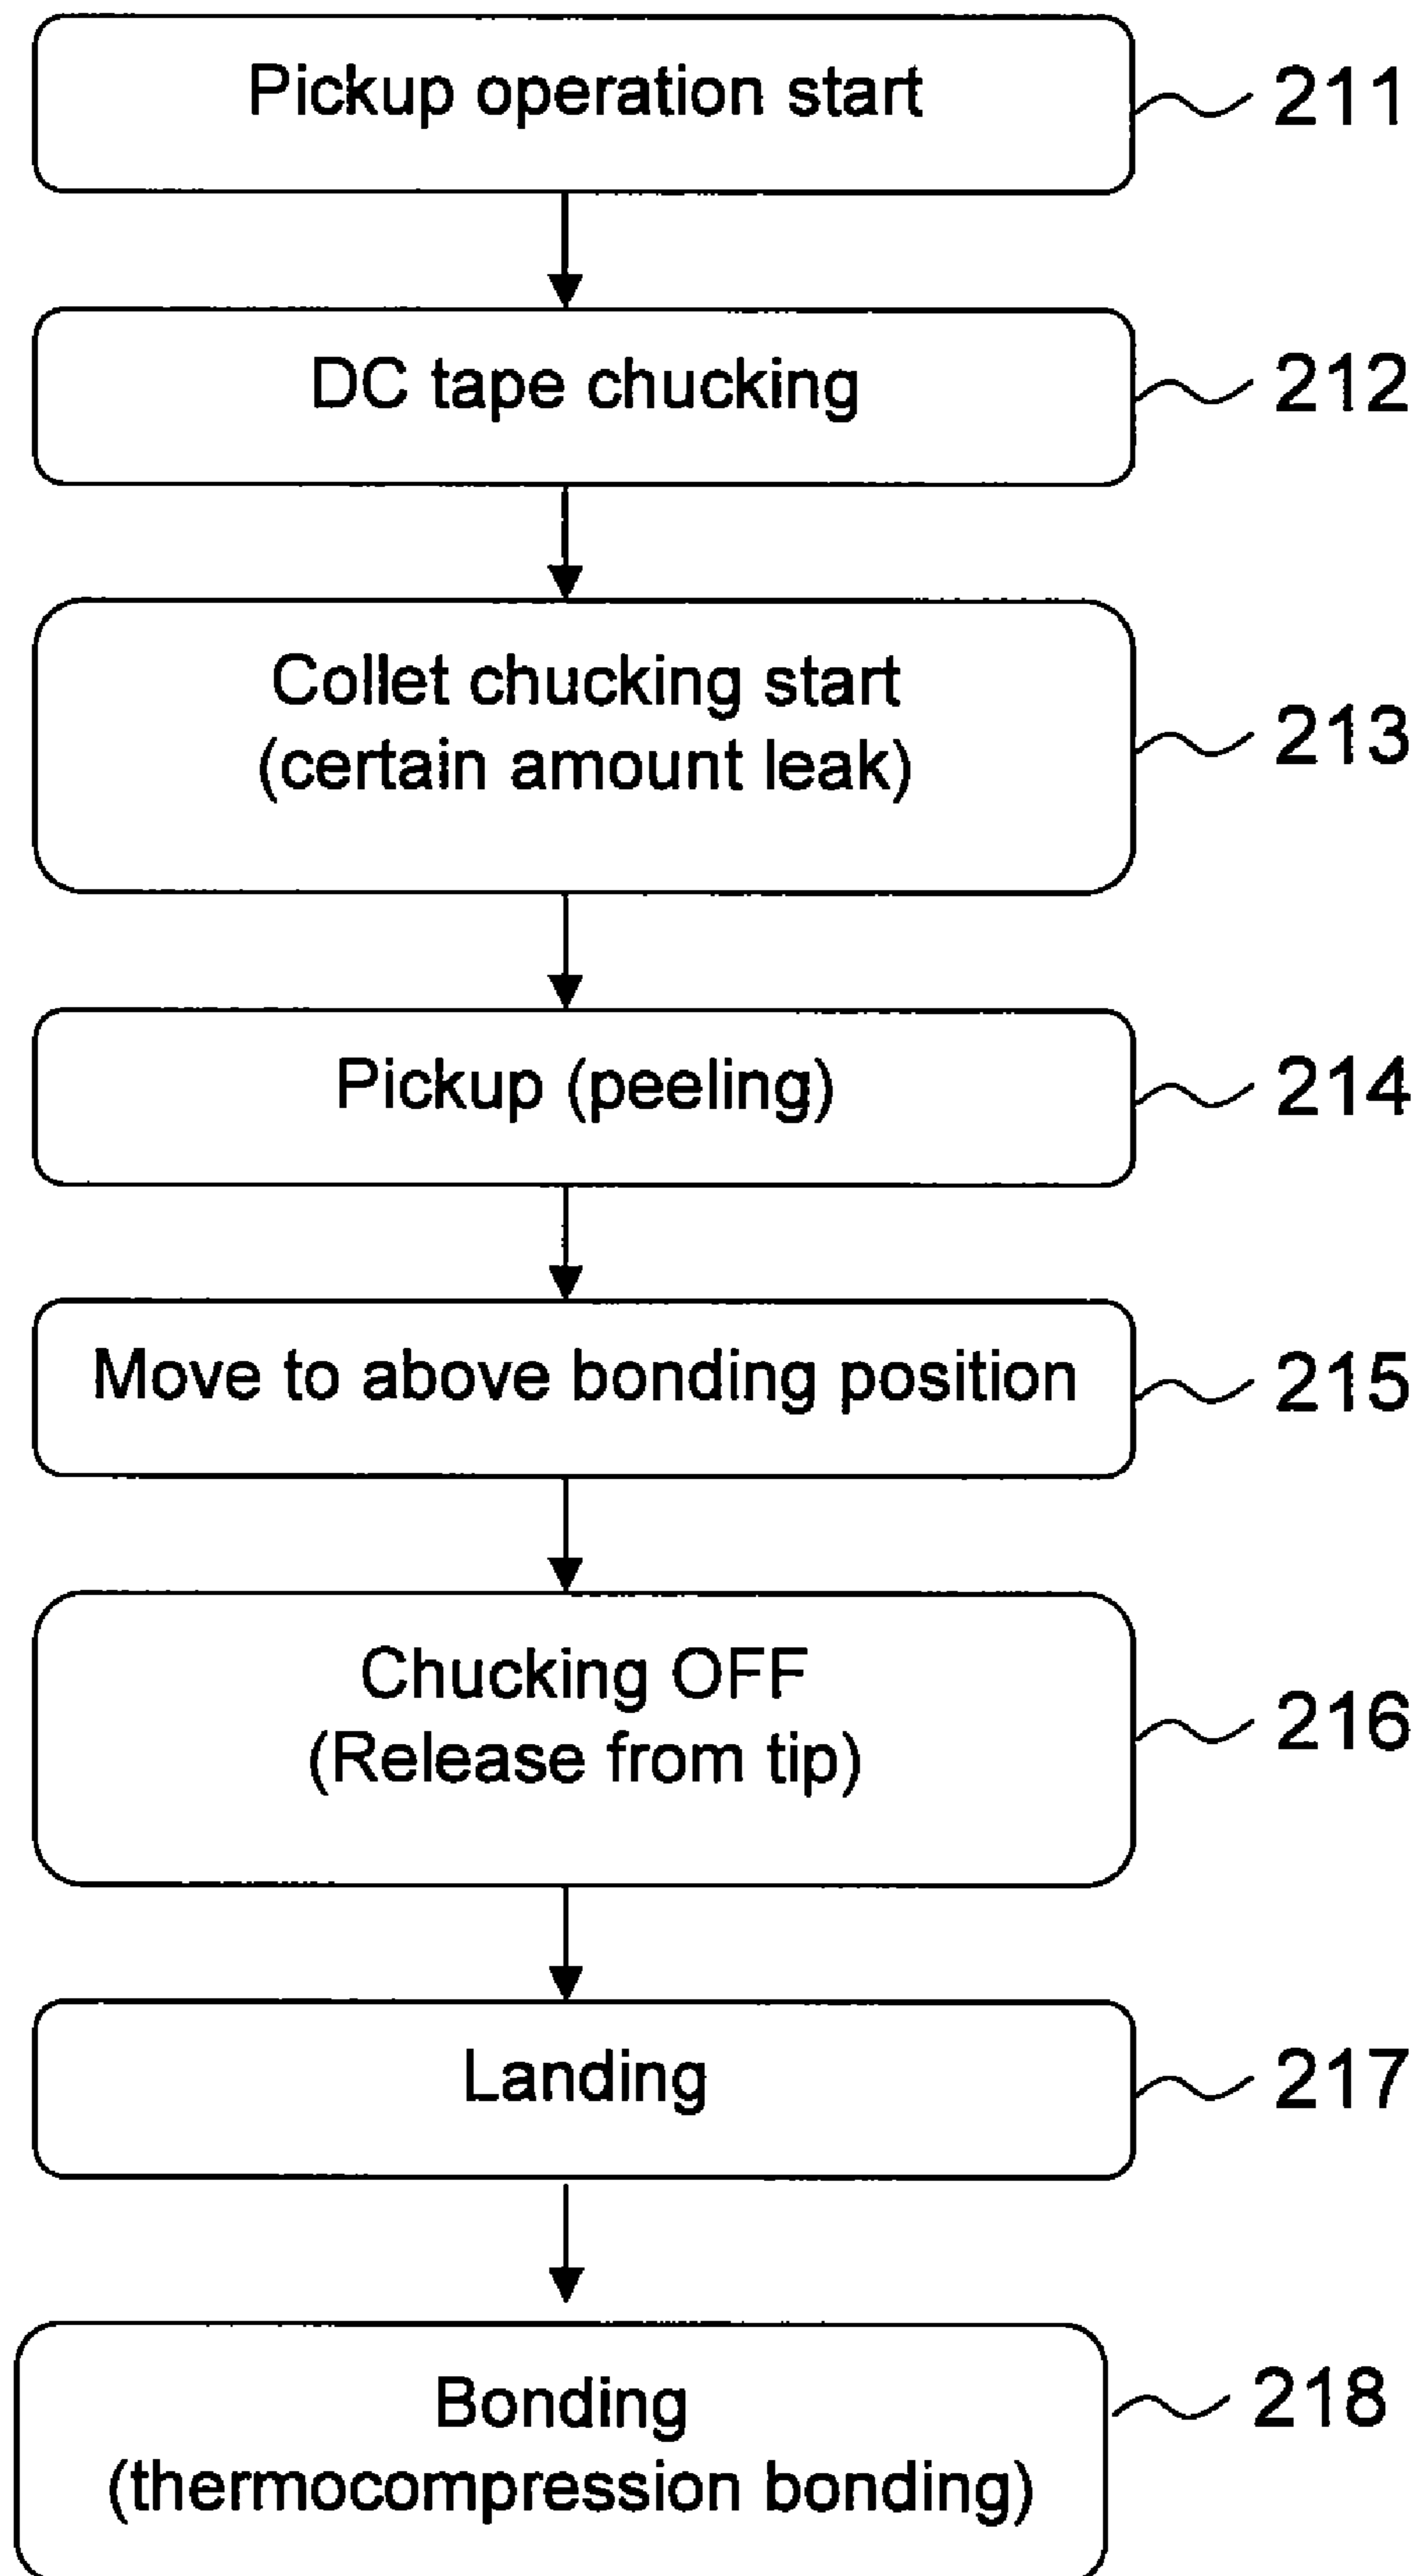 Pickup operation start
211
DC tape chucking
212
Collet chucking start
(certain amount leak)
213
Pickup (peeling)
214
Move to above bonding position
215
Chucking OFF
(Release from tip)
216
Landing
217
Bonding
(thermocompression bonding)
218